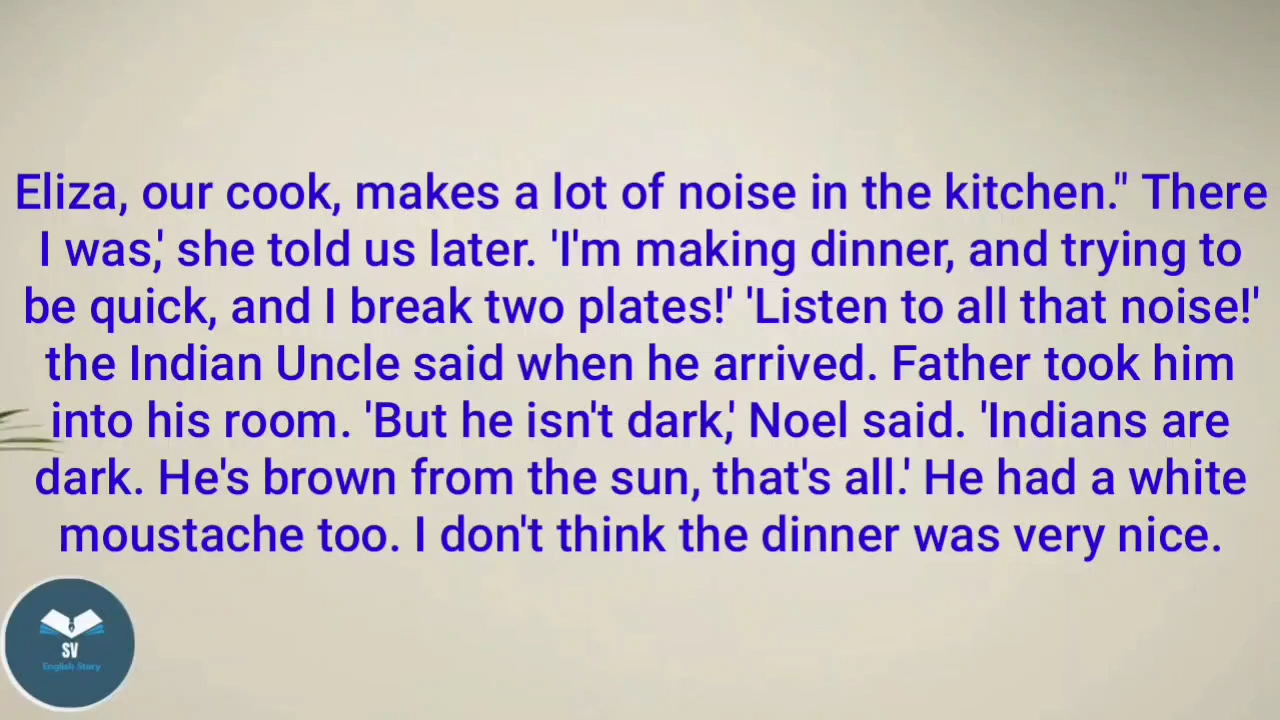 Eliza, our cook, makes a lot of noise in the kitchen." There
I was,' she told us later. 'I'm making dinner, and trying to
be quick, and I break two plates!' 'Listen to all that noise!'
the Indian Uncle said when he arrived. Father took him
into his room. 'But he isn't dark,' Noel said. 'Indians are
dark. He's brown from the sun, that's all.' He had a white
moustache too. I don't think the dinner was very nice.
SV
English Story